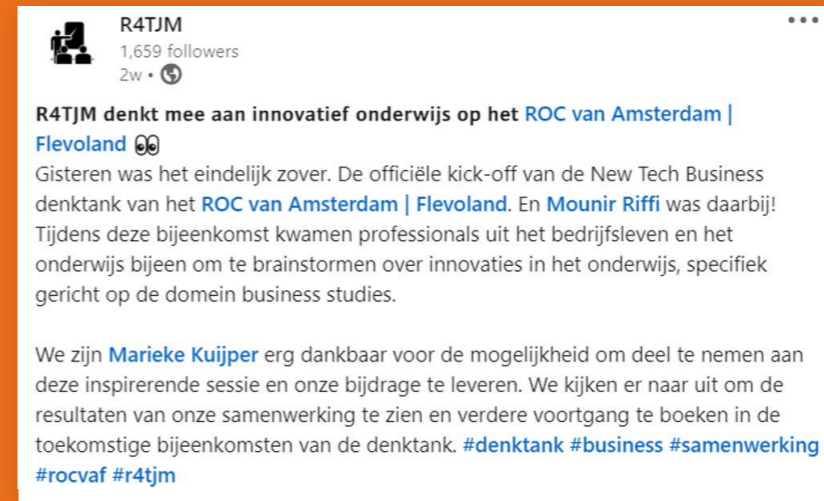 R4TJM
1,659 followers
2w •
R4TJM denkt mee aan innovatief onderwijs op het ROC van Amsterdam |
Flevoland 👀
Gisteren was het eindelijk zover. De officiële kick-off van de New Tech Business
denktank van het ROC van Amsterdam | Flevoland. En Mounir Riffi was daarbij!
Tijdens deze bijeenkomst kwamen professionals uit het bedrijfsleven en het
onderwijs bijeen om te brainstormen over innovaties in het onderwijs, specifiek
gericht op de domein business studies.
We zijn Marieke Kuijper erg dankbaar voor de mogelijkheid om deel te nemen aan
deze inspirerende sessie en onze bijdrage te leveren. We kijken er naar uit om de
resultaten van onze samenwerking te zien en verdere voortgang te boeken in de
toekomstige bijeenkomsten van de denktank. #denktank #business #samenwerking
#rocvaf #r4tjm